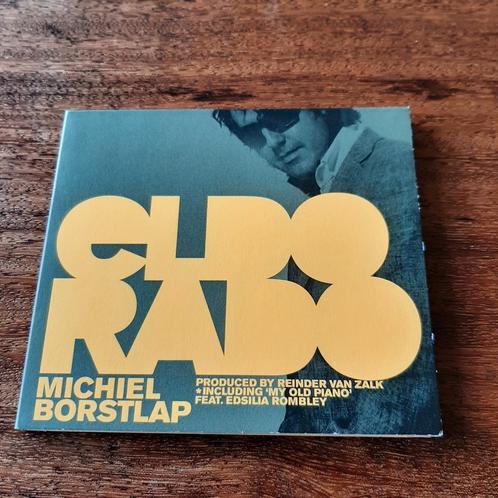 eLDO
RADO
MICHIEL
BORSTLAP
PRODUCED BY REINDER VAN ZALK
*INCLUDING 'MY OLD PIANO'
FEAT. EDSILIA ROMBLEY